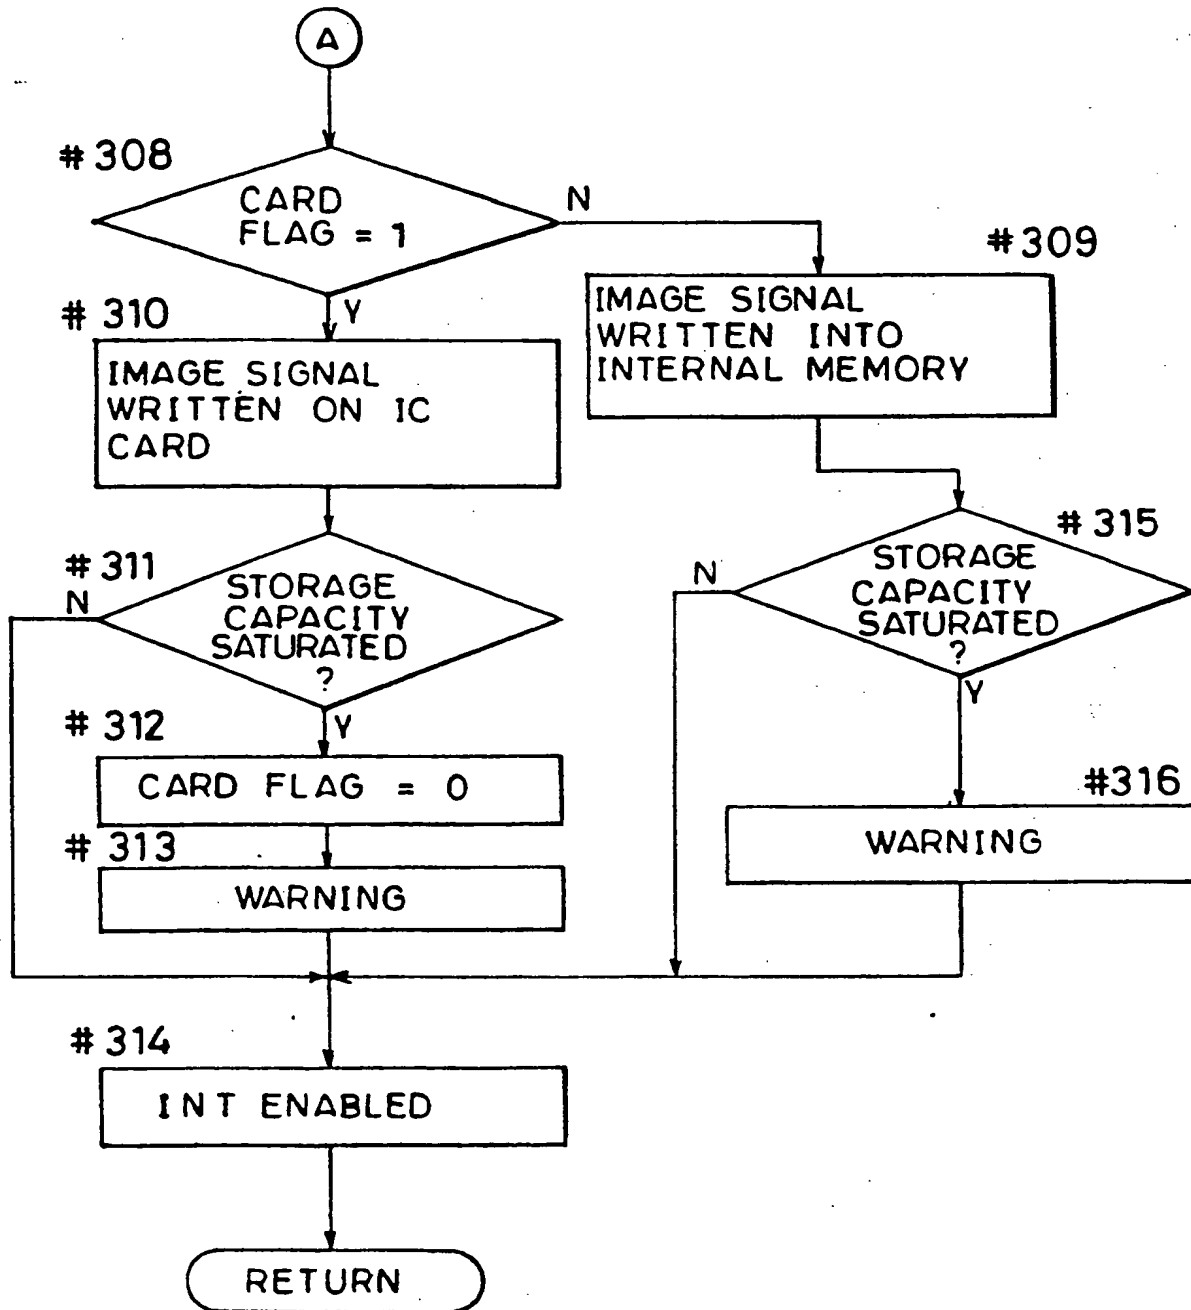 A
#308
CARD
FLAG = 1
N
Y
#309
IMAGE SIGNAL
WRITTEN INTO
INTERNAL MEMORY
#310
IMAGE SIGNAL
WRITTEN ON IC
CARD
#311
N
STORAGE
CAPACITY
SATURATED
?
Y
#315
N
STORAGE
CAPACITY
SATURATED
?
Y
#312
CARD FLAG = 0
#313
WARNING
#316
WARNING
#314
INT ENABLED
RETURN